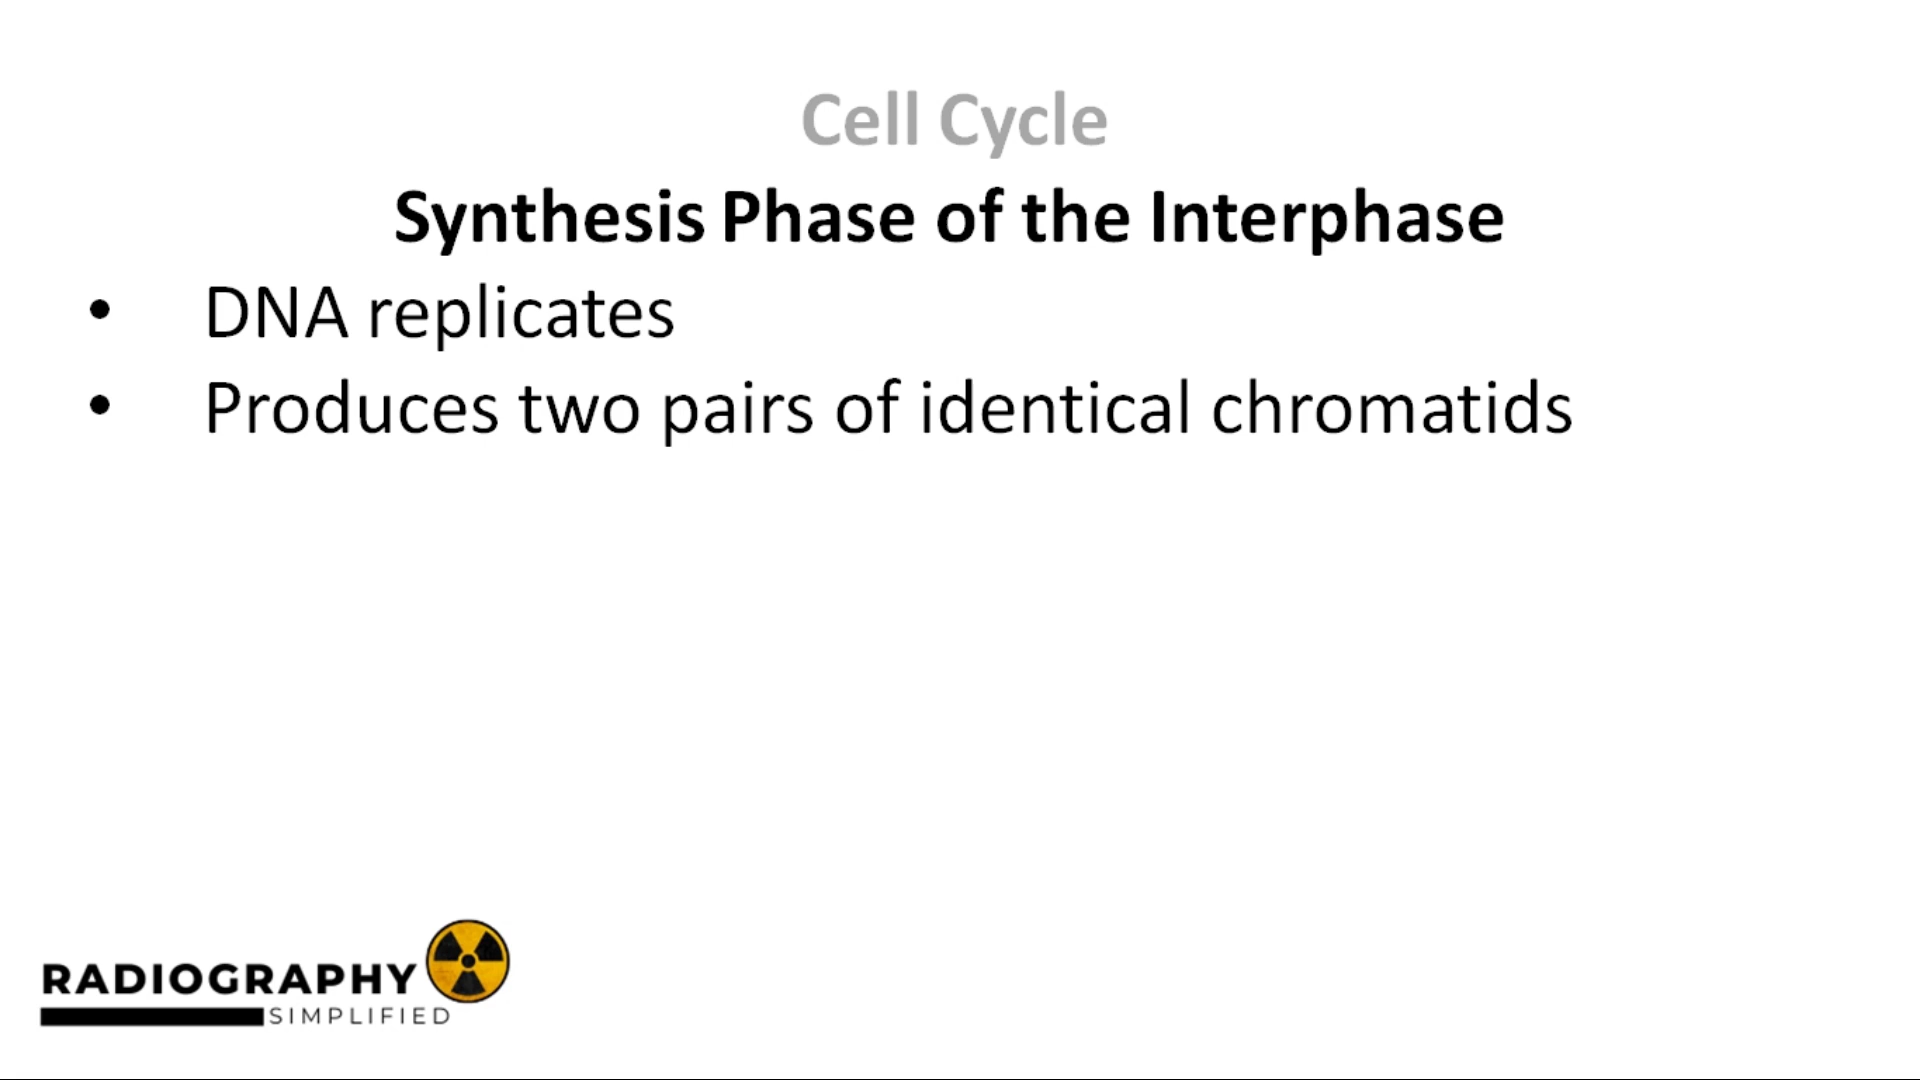 Cell Cycle
Synthesis Phase of the Interphase
• DNA replicates
• Produces two pairs of identical chromatids
RADIOGRAPHY
SIMPLIFIED